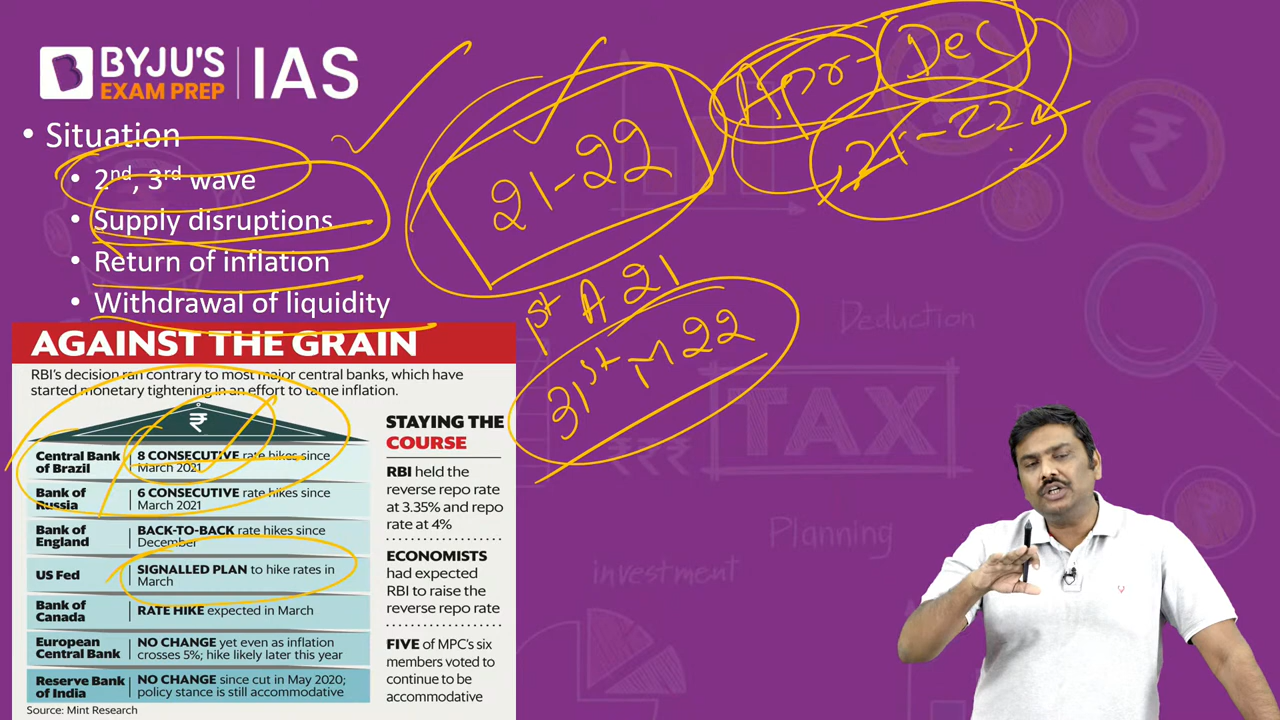 BYJU'S
EXAM PREP
IAS
• Situation
• 2nd, 3rd wave
• Supply disruptions
• Return of inflation
• Withdrawal of liquidity
21-22
Apr - Dec
21-22
1st A 21
31st M 22
AGAINST THE GRAIN
RBI's decision ran contrary to most major central banks, which have
started monetary tightening in an effort to tame inflation.
₹
Central Bank
of Brazil
8 CONSECUTIVE rate hikes since
March 2021
Bank of
Russia
6 CONSECUTIVE rate hikes since
March 2021
Bank of
England
BACK-TO-BACK rate hikes since
December
US Fed
SIGNALLED PLAN to hike rates in
March
Bank of
Canada
RATE HIKE expected in March
European
Central Bank
NO CHANGE yet even as inflation
crosses 5%; hike likely later this year
Reserve Bank
of India
NO CHANGE since cut in May 2020;
policy stance is still accommodative
Source: Mint Research
STAYING THE
COURSE
RBI held the
reverse repo rate
at 3.35% and repo
rate at 4%
ECONOMISTS
had expected
RBI to raise the
reverse repo rate
FIVE of MPC's six
members voted to
continue to be
accommodative
₹
Deduction
TAX
₹₹₹
Planning
investment